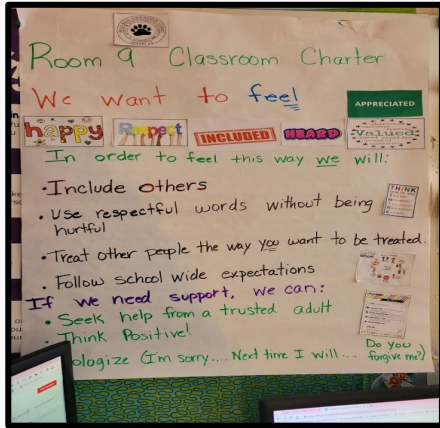 Room 9 Classroom Charter
We want to feel
APPRECIATED
happy Respect INCLUDED HEARD Valued
In order to feel this way we will:
THINK
• Include others
• Use respectful words without being
hurtful
• Treat other people the way you want to be treated.
• Follow school wide expectations
If we need support, we can:
• Seek help from a trusted adult
• Think Positive!
ologize (I'm sorry.... Next time I will ... Do you
forgive me?)